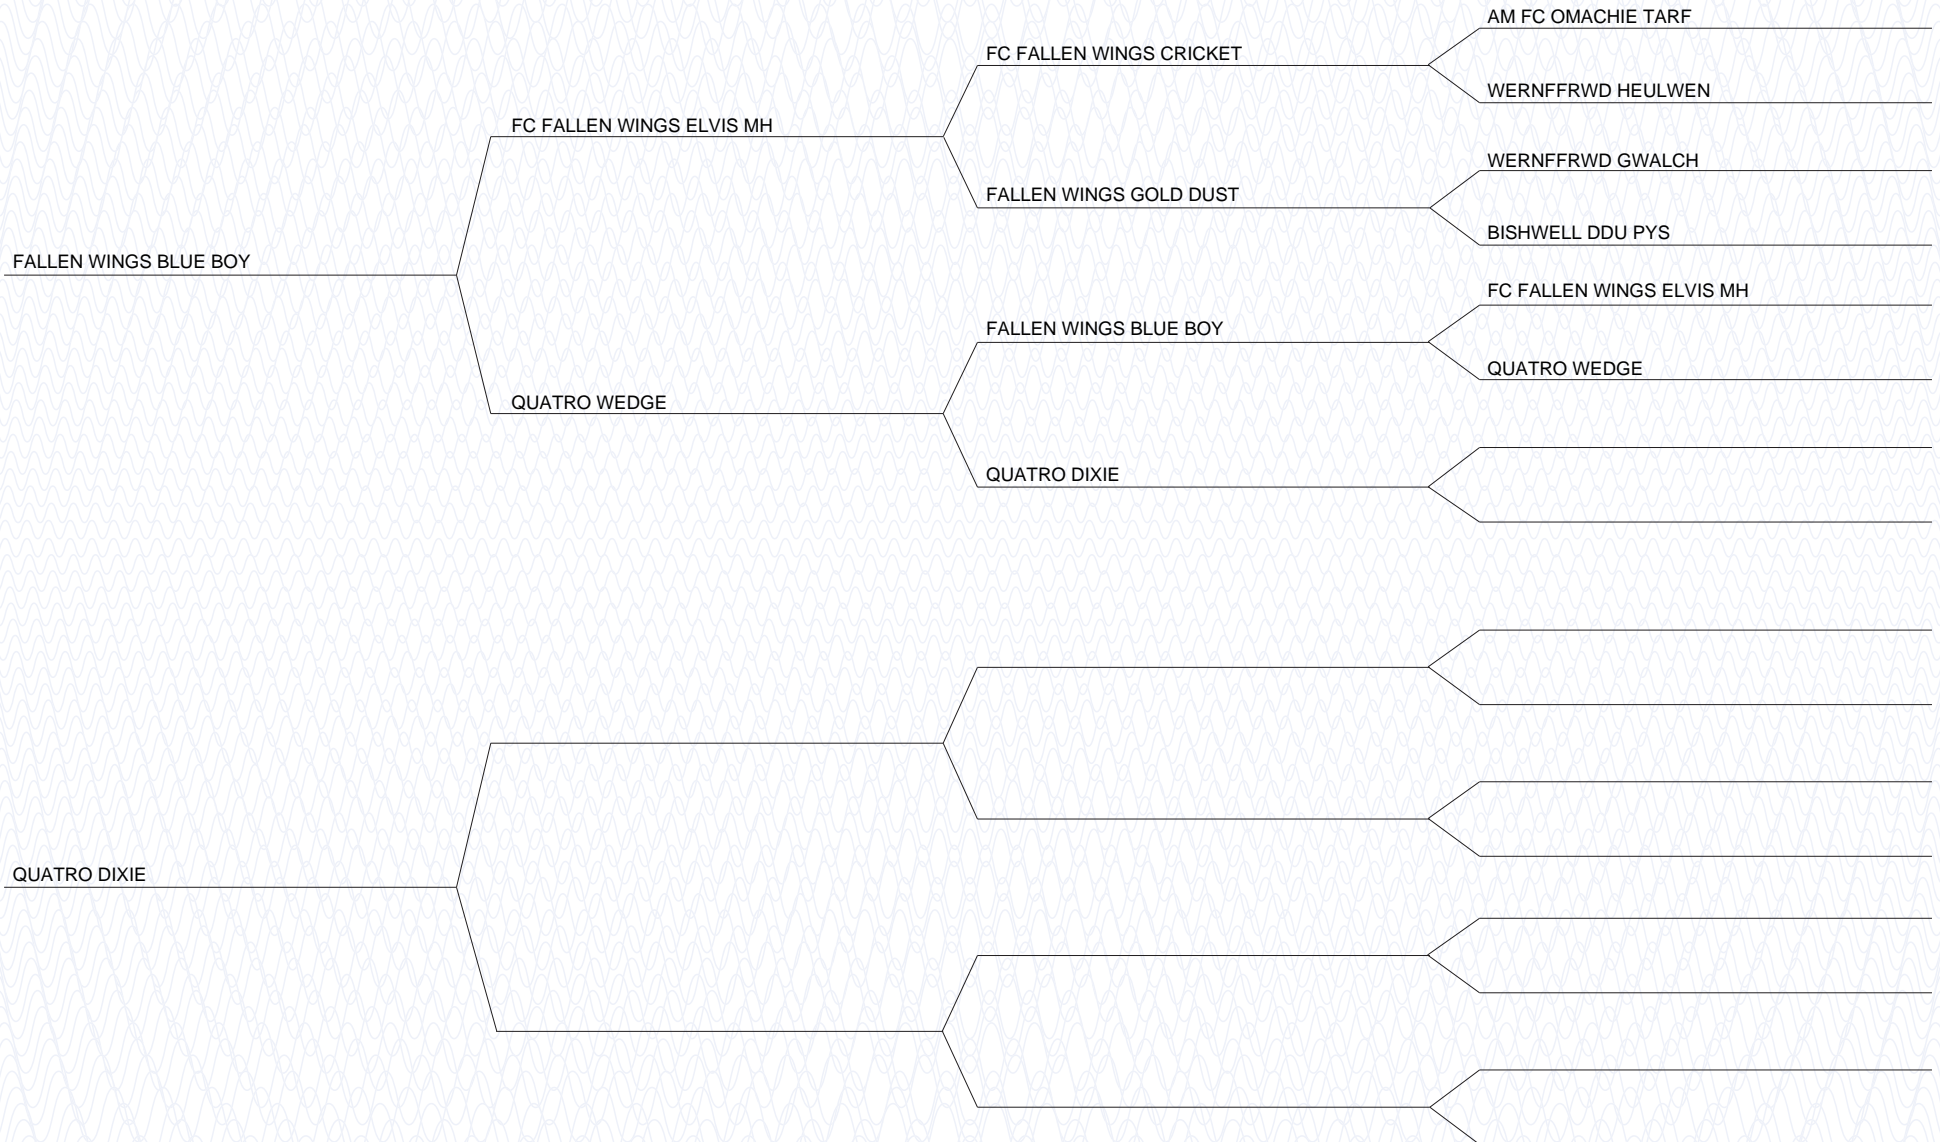 AM FC OMACHIE TARF
FC FALLEN WINGS CRICKET
WERNFFRWD HEULWEN
FC FALLEN WINGS ELVIS MH
WERNFFRWD GWALCH
FALLEN WINGS GOLD DUST
BISHWELL DDU PYS
FALLEN WINGS BLUE BOY
FC FALLEN WINGS ELVIS MH
FALLEN WINGS BLUE BOY
QUATRO WEDGE
QUATRO WEDGE
QUATRO DIXIE
QUATRO DIXIE